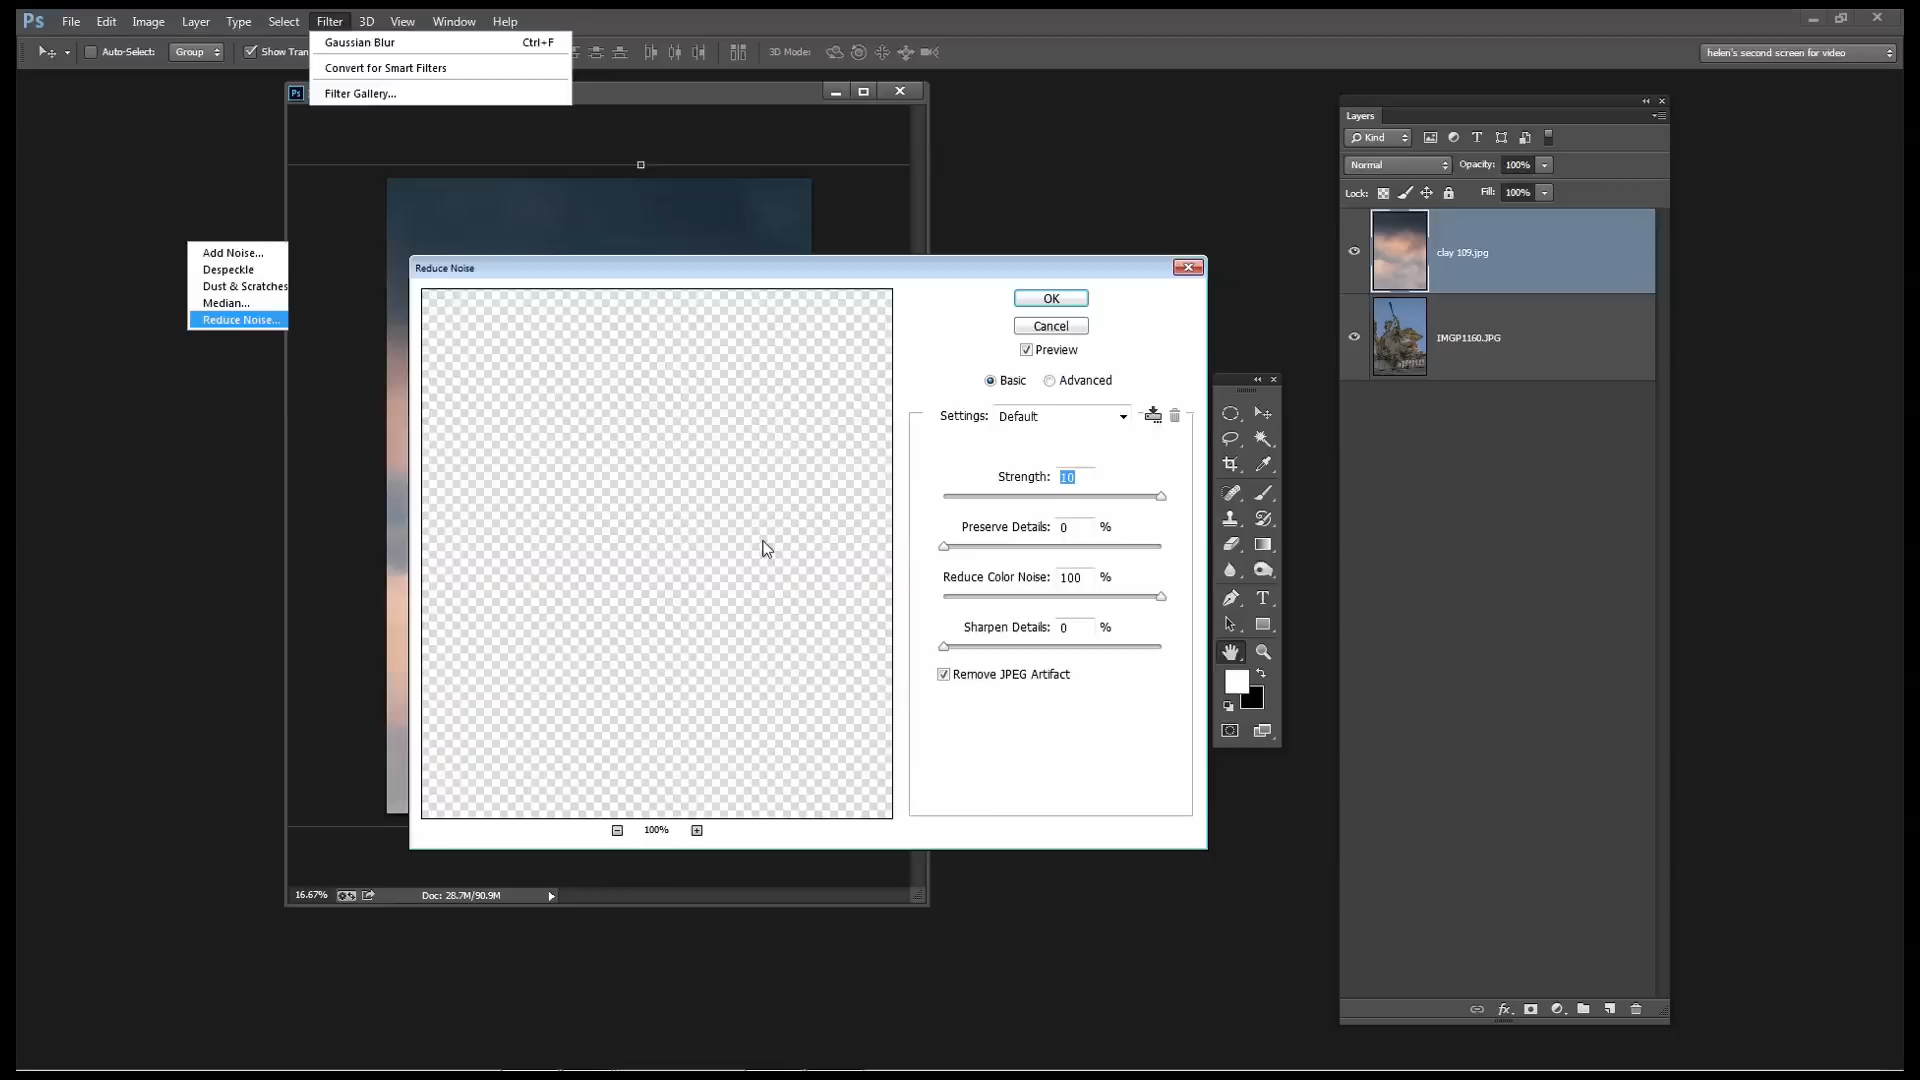 Ps File Edit Image Layer Type Select Filter 3D View Window Help
Auto-Select: Group Show Tran 3D Mode: helen's second screen for video
Gaussian Blur Ctrl+F
Convert for Smart Filters
Filter Gallery...
Ps
Add Noise...
Despeckle
Dust & Scratches
Median...
Reduce Noise...
Reduce Noise
OK
Cancel
Preview
Basic Advanced
Settings: Default
Strength: 10
Preserve Details: 0 %
Reduce Color Noise: 100 %
Sharpen Details: 0 %
Remove JPEG Artifact
100%
16.67% Doc: 28.7M/90.9M
Layers
Kind
Normal Opacity: 100%
Lock: Fill: 100%
clay 109.jpg
IMGP1160.JPG